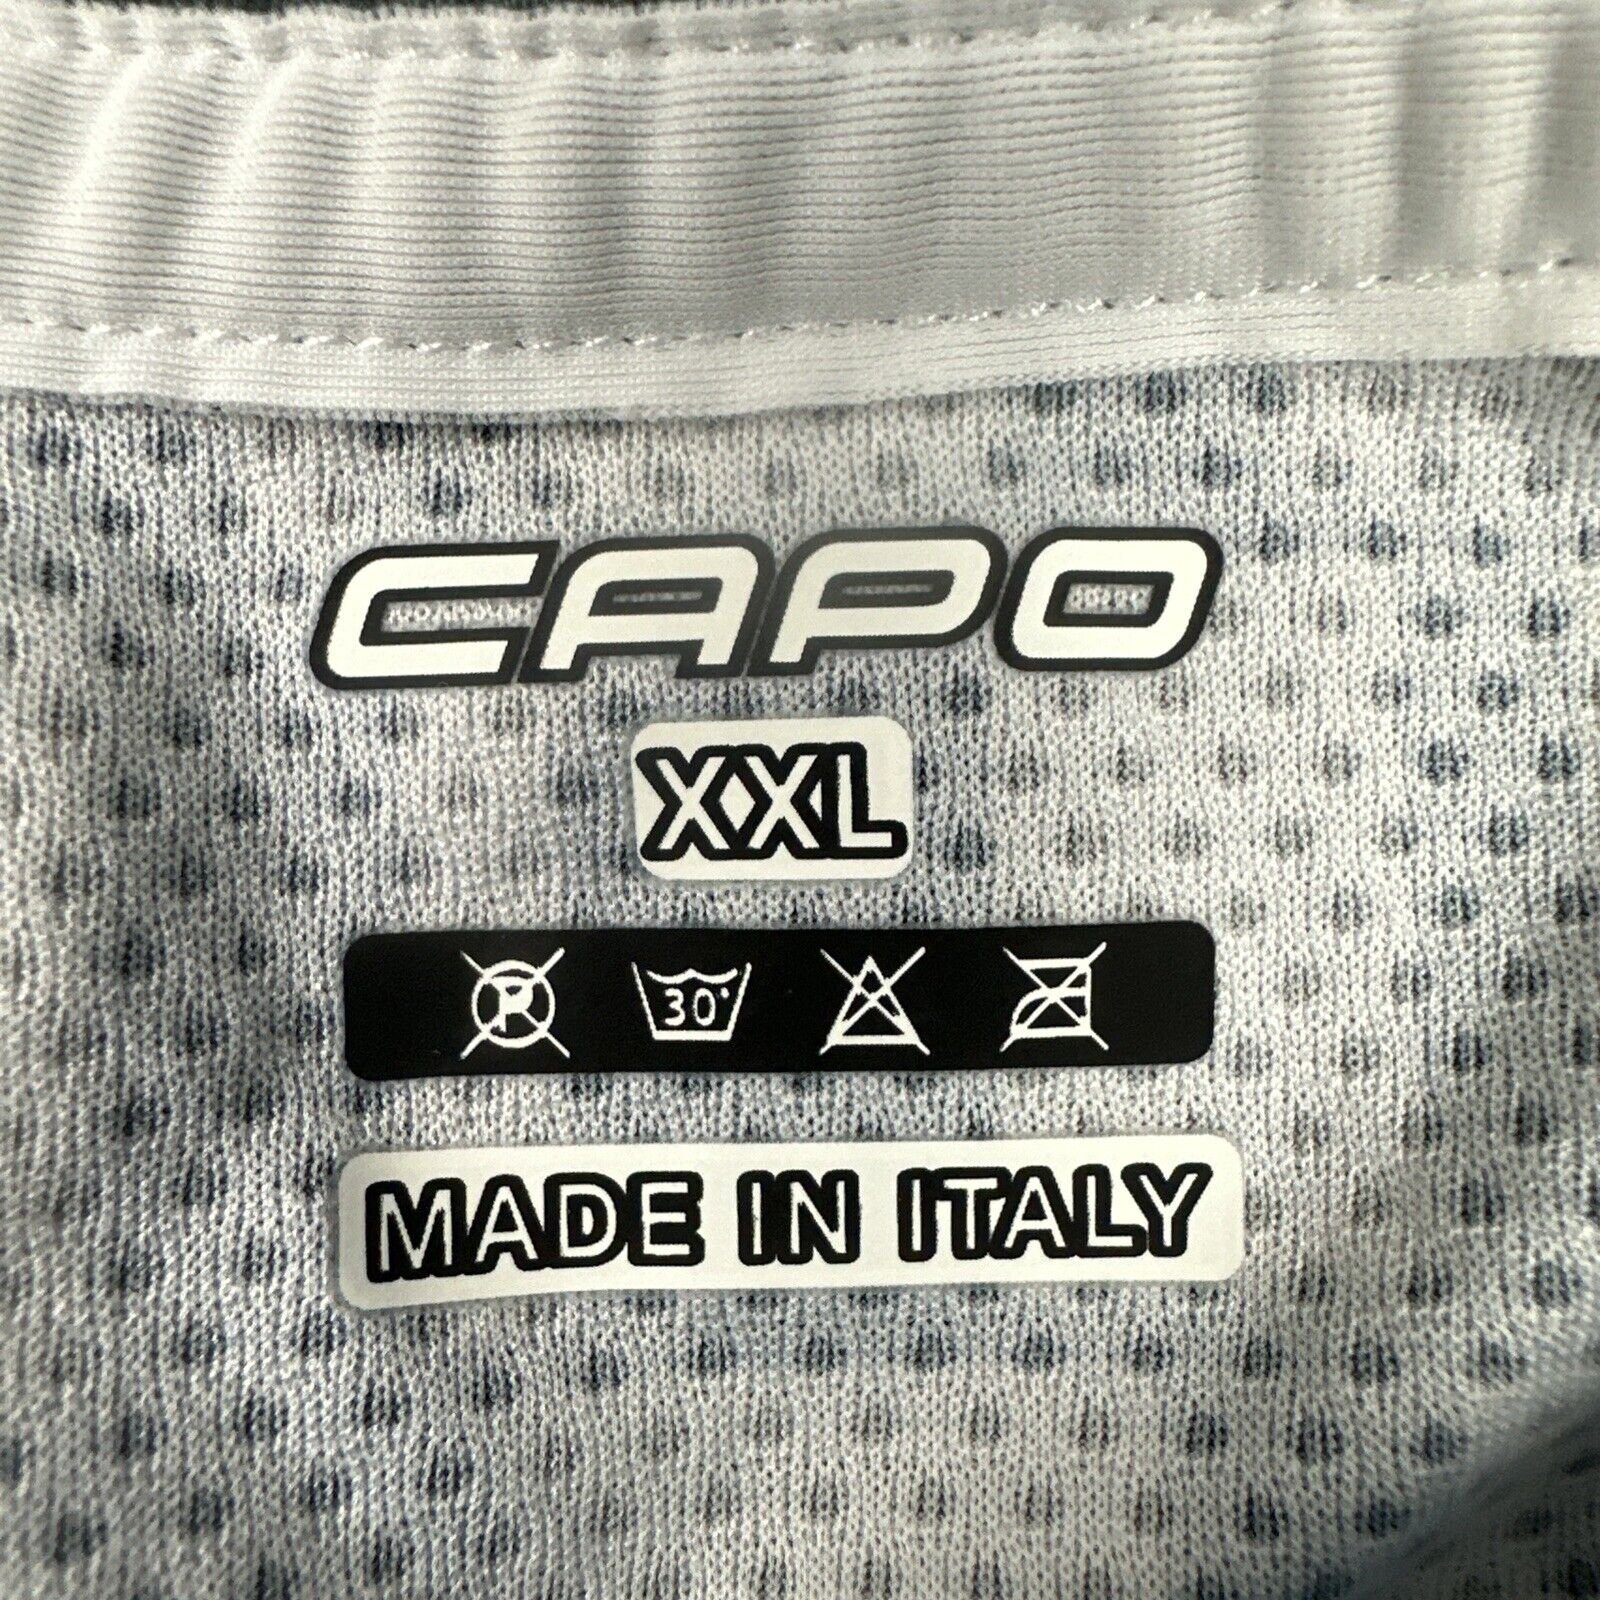 CAPO
XXL
P 30°
MADE IN ITALY